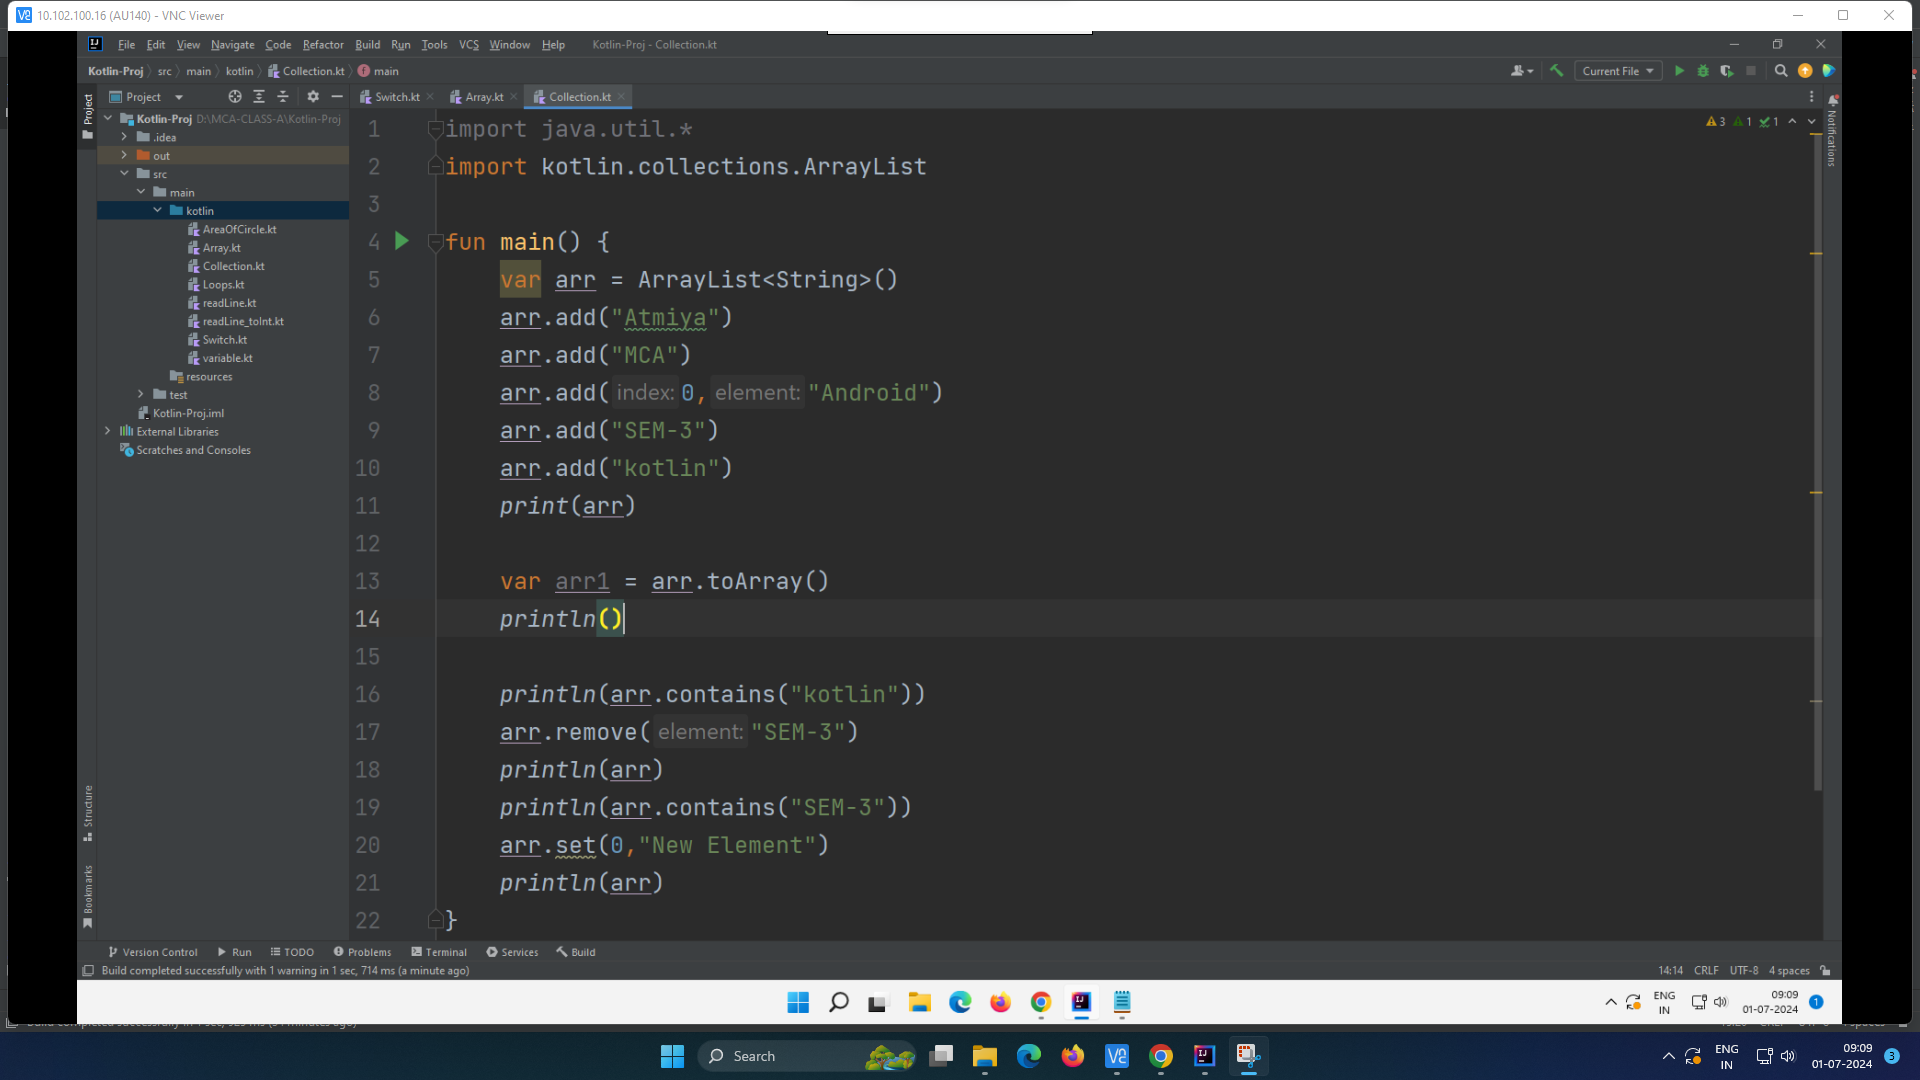 10.102.100.16 (AU140) - VNC Viewer
File Edit View Navigate Code Refactor Build Run Tools VCS Window Help Kotlin-Proj - Collection.kt
Kotlin-Proj src main kotlin Collection.kt main
Current File
Project
Switch.kt Array.kt Collection.kt
Project
Kotlin-Proj D:\MCA-CLASS-A\Kotlin-Proj
.idea
out
src
main
kotlin
AreaOfCircle.kt
Array.kt
Collection.kt
Loops.kt
readLine.kt
readLine_toInt.kt
Switch.kt
variable.kt
resources
test
Kotlin-Proj.iml
External Libraries
Scratches and Consoles
Structure
Bookmarks
1 import java.util.*
2 import kotlin.collections.ArrayList
3
4 fun main() {
5 var arr = ArrayList<String>()
6 arr.add("Atmiya")
7 arr.add("MCA")
8 arr.add( index: 0, element: "Android")
9 arr.add("SEM-3")
10 arr.add("kotlin")
11 print(arr)
12
13 var arr1 = arr.toArray()
14 println()
15
16 println(arr.contains("kotlin"))
17 arr.remove( element: "SEM-3")
18 println(arr)
19 println(arr.contains("SEM-3"))
20 arr.set(0,"New Element")
21 println(arr)
22 }
3 1 1
Notifications
Version Control Run TODO Problems Terminal Services Build
Build completed successfully with 1 warning in 1 sec, 714 ms (a minute ago)
14:14 CRLF UTF-8 4 spaces
ENG
IN
09:09
01-07-2024
1
Search
ENG
IN
09:09
01-07-2024
3